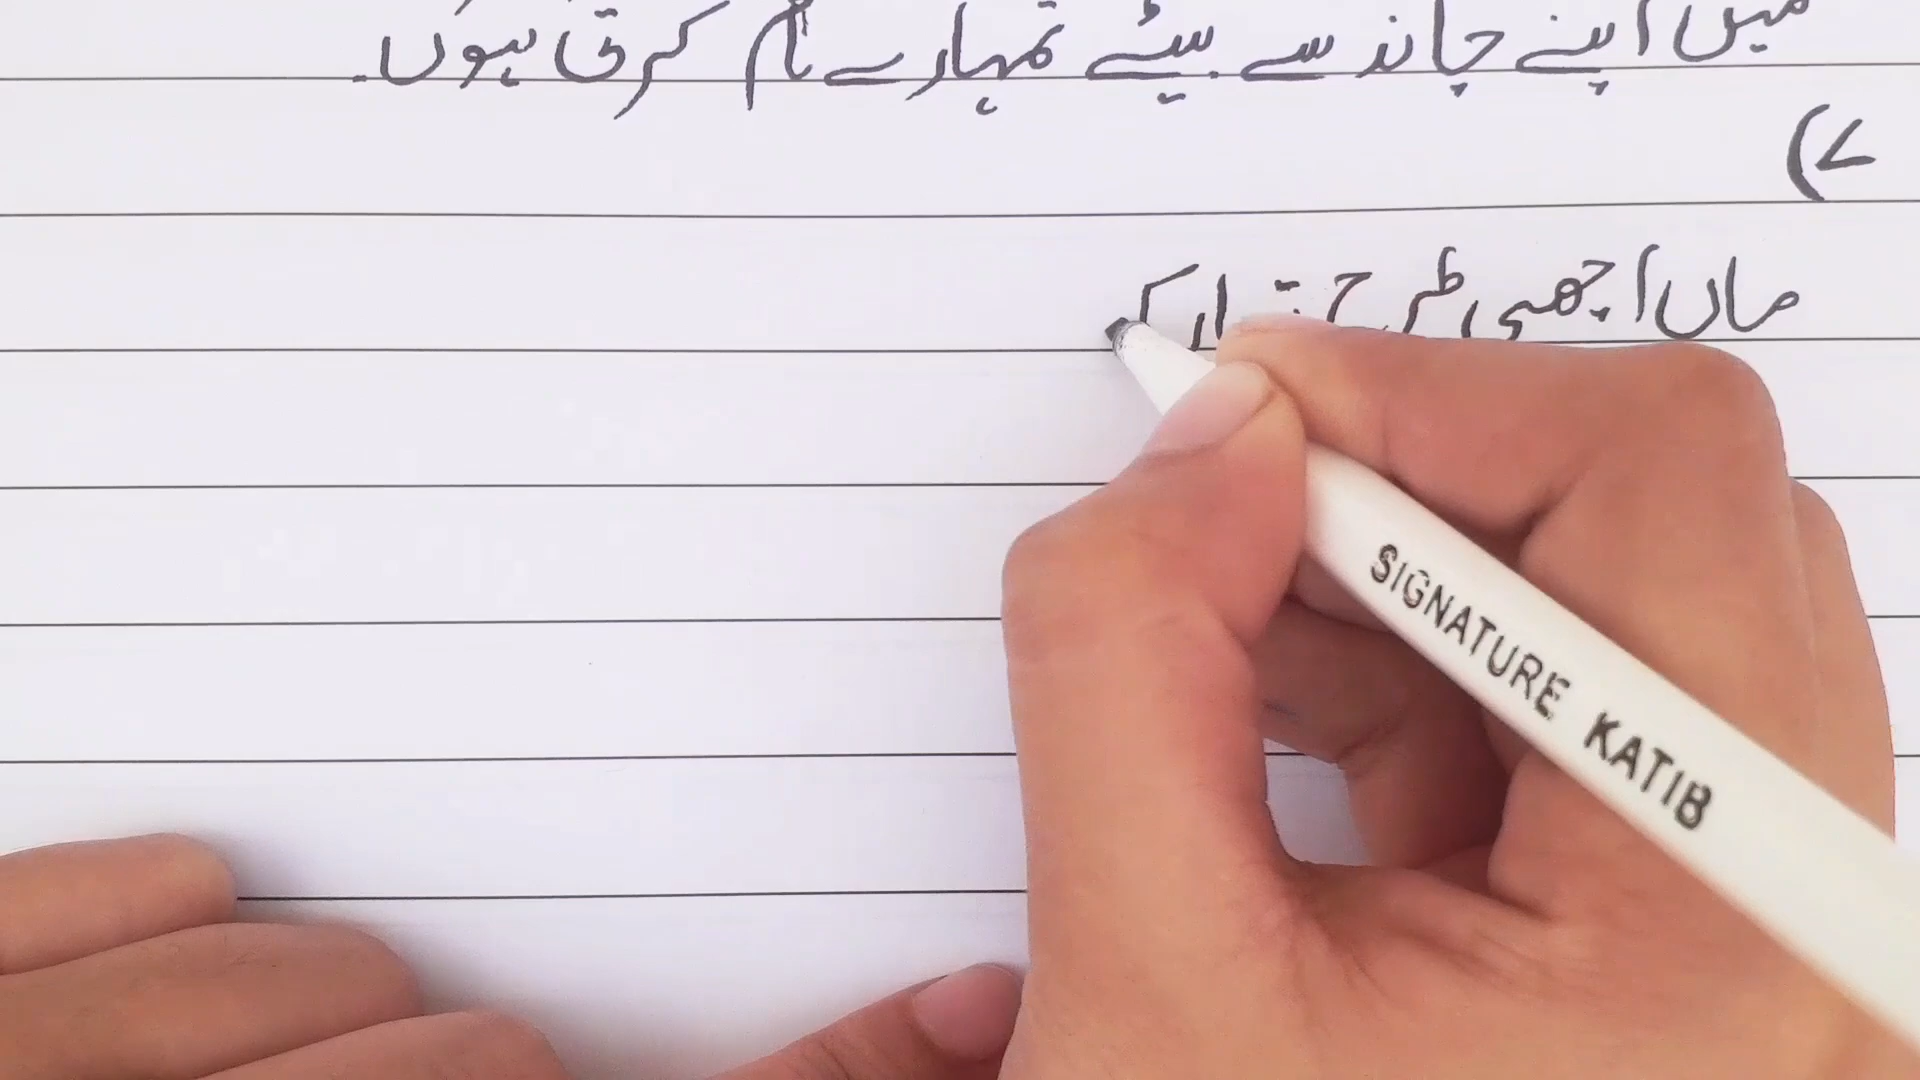 میں اپنے چاند سے بیٹے تمہارے نام کرتی ہوں۔
۷)
ماں اچھی طرح
SIGNATURE KATIB